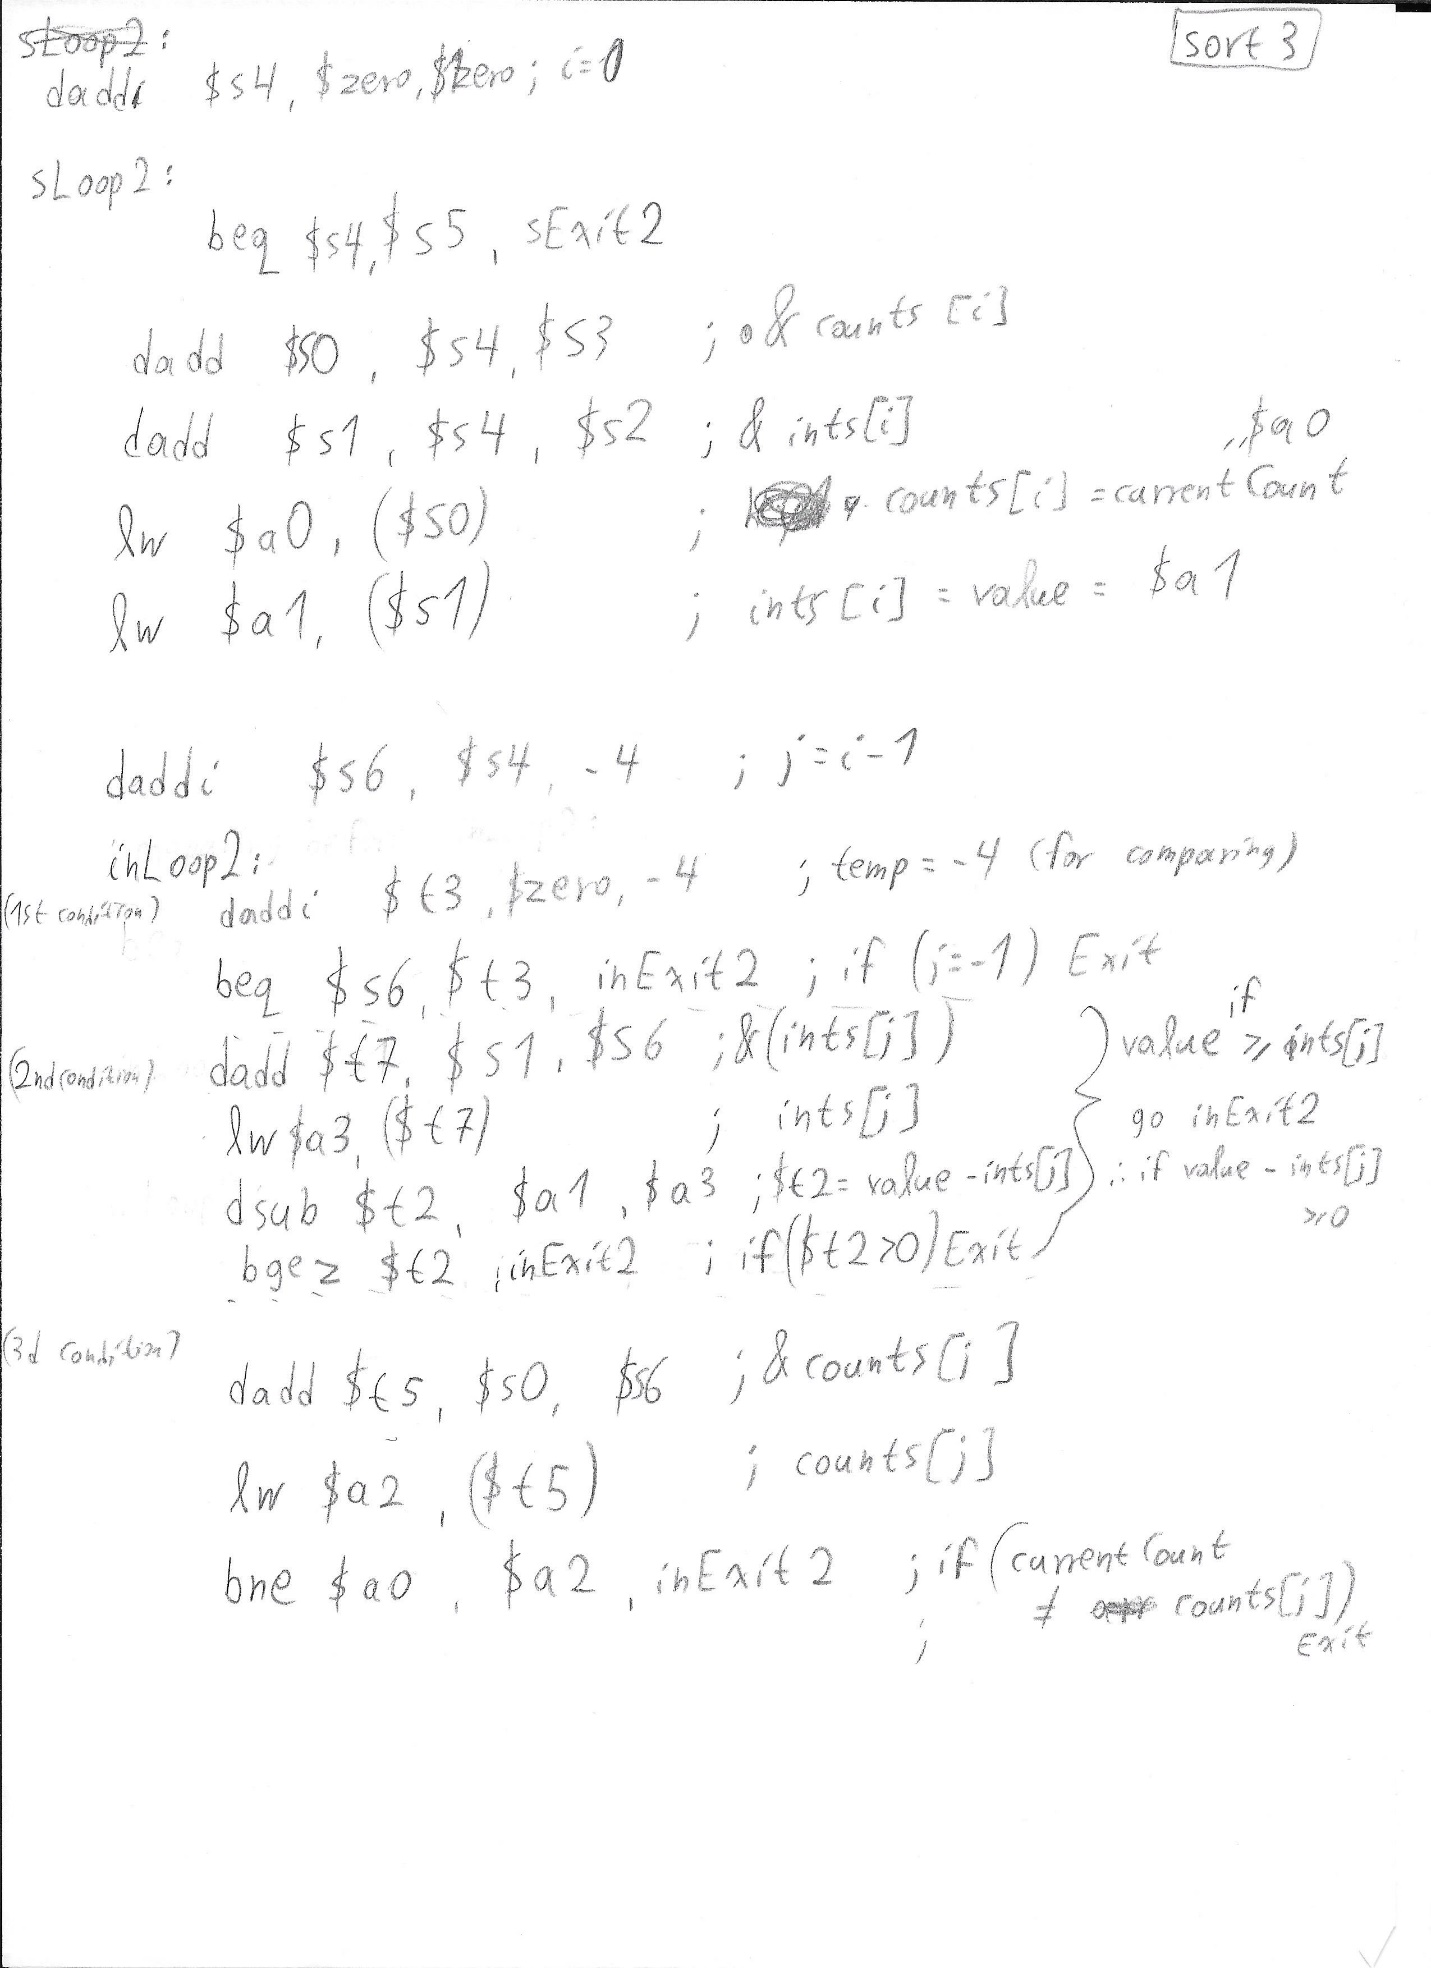 sort 3
sLoop2:
dadd $s4, $zero, $zero; i=0
sLoop2:
beq $s4, $s5, sExit2
dadd $s0, $s4, $s3 ; & counts [i]
dadd $s1, $s4, $s2 ; & ints[i]
lw $a0, ($s0) ; counts[i] = current Count = $a0
lw $a1, ($s1) ; ints [i] = value = $a1
daddi $s6, $s4, -4 ; j=i-1
inLoop2:
(1st condition) daddi $t3, $zero, -4 ; temp = -4 (for comparing)
beq $s6, $t3, inExit2 ; if (j=-1) Exit
(2nd condition) dadd $t7, $s1, $s6 ; &(ints[j])
lw $a3, ($t7) ; ints[j]
dsub $t2, $a1, $a3 ; $t2= value -ints[j]
bgez $t2, inExit2 ; if($t2>0) Exit
if
value ≥ ints[j]
go inExit2
∴ if value - ints[j]
≥0
(3d condition)
dadd $t5, $s0, $s6 ; & counts[j]
lw $a2, ($t5) ; counts[j]
bne $a0, $a2, inExit2 ; if (current Count
; ≠ counts[j])
Exit